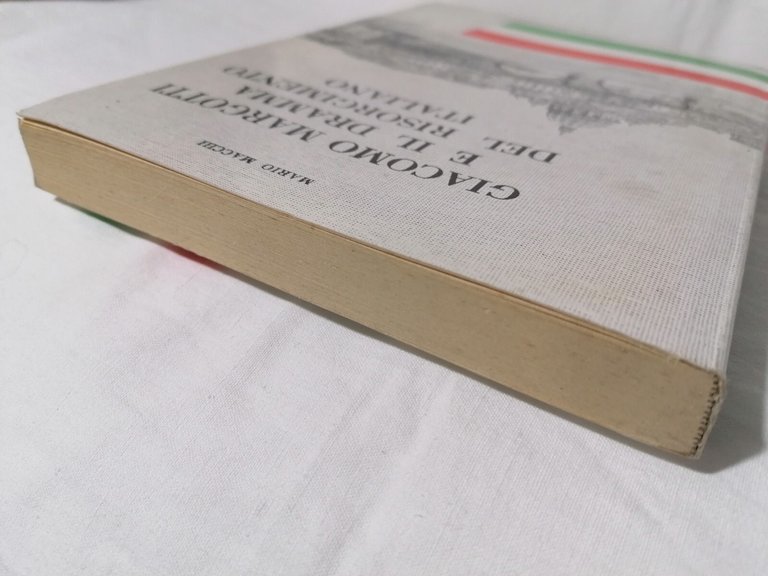 MARIO MACCHI
GIACOMO MARGOTTI
E IL DRAMMA
DEL RISORGIMENTO
ITALIANO